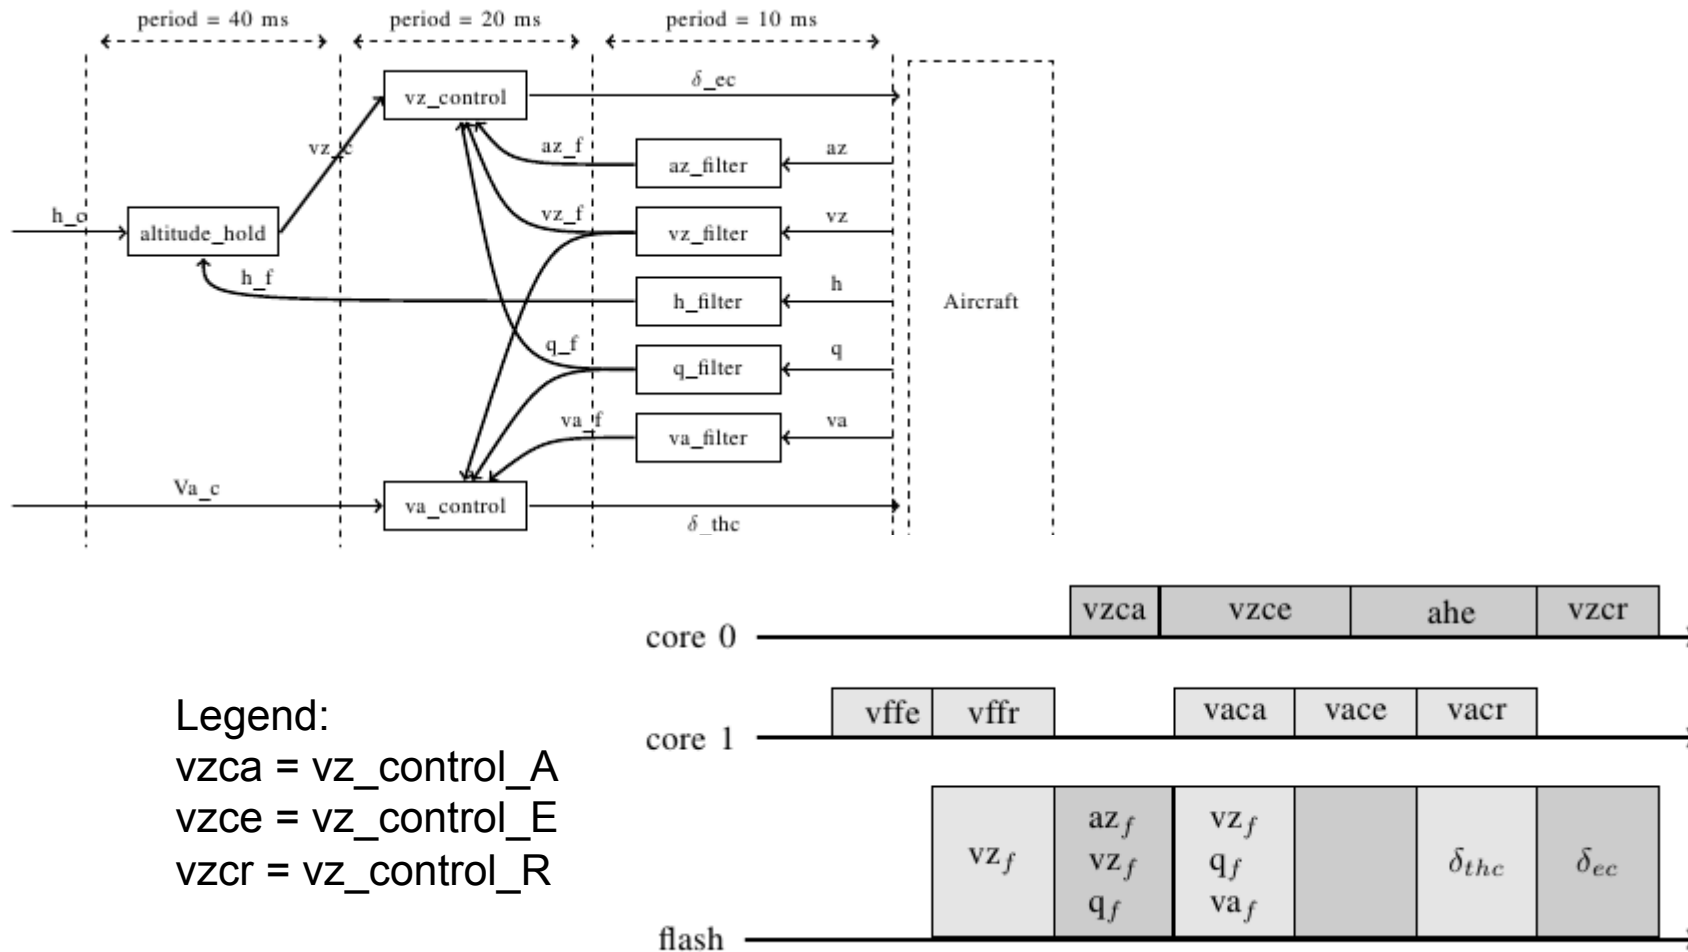 period = 40 ms
period = 20 ms
period = 10 ms
vz_control
δ_ec
vz_c
az_f
az_filter
az
h_c
altitude_hold
vz_f
vz_filter
vz
h_f
h_filter
h
Aircraft
q_f
q_filter
q
va_f
va_filter
va
Va_c
va_control
δ_thc
core 0
vzca
vzce
ahe
vzcr
Legend:
vzca = vz_control_A
vzce = vz_control_E
vzcr = vz_control_R
core 1
vffe
vffr
vaca
vace
vacr
flash
vz_f
az_f
vz_f
q_f
vz_f
q_f
va_f
δ_thc
δ_ec